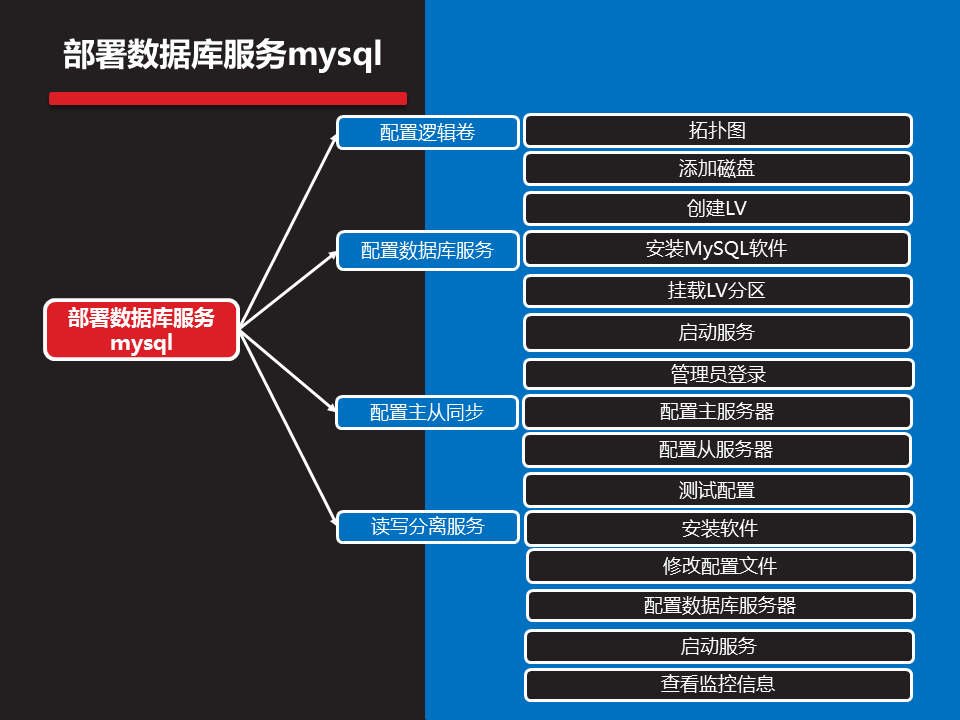 部署数据库服务mysql
部署数据库服务
mysql
配置逻辑卷
拓扑图
添加磁盘
创建LV
配置数据库服务
安装MySQL软件
挂载LV分区
启动服务
管理员登录
配置主从同步
配置主服务器
配置从服务器
测试配置
读写分离服务
安装软件
修改配置文件
配置数据库服务器
启动服务
查看监控信息